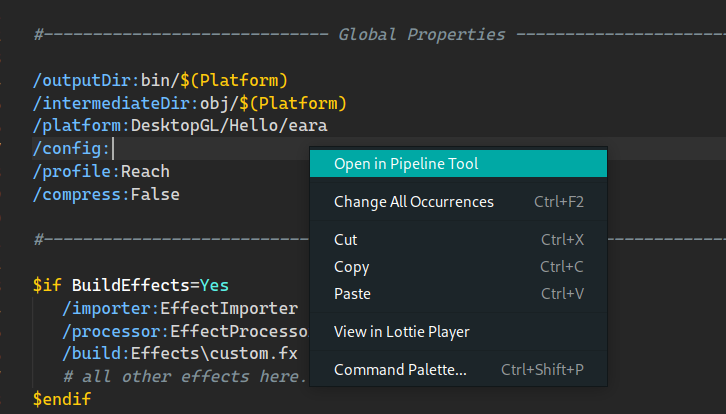 #----------------------------- Global Properties ----------------------
/outputDir:bin/$(Platform)
/intermediateDir:obj/$(Platform)
/platform:DesktopGL/Hello/eara
/config:
/profile:Reach
/compress:False
#----------------------------
$if BuildEffects=Yes
/importer:EffectImporter
/processor:EffectProcesso
/build:Effects\custom.fx
# all other effects here.
$endif
Open in Pipeline Tool
Change All Occurrences Ctrl+F2
Cut Ctrl+X
Copy Ctrl+C
Paste Ctrl+V
View in Lottie Player
Command Palette... Ctrl+Shift+P